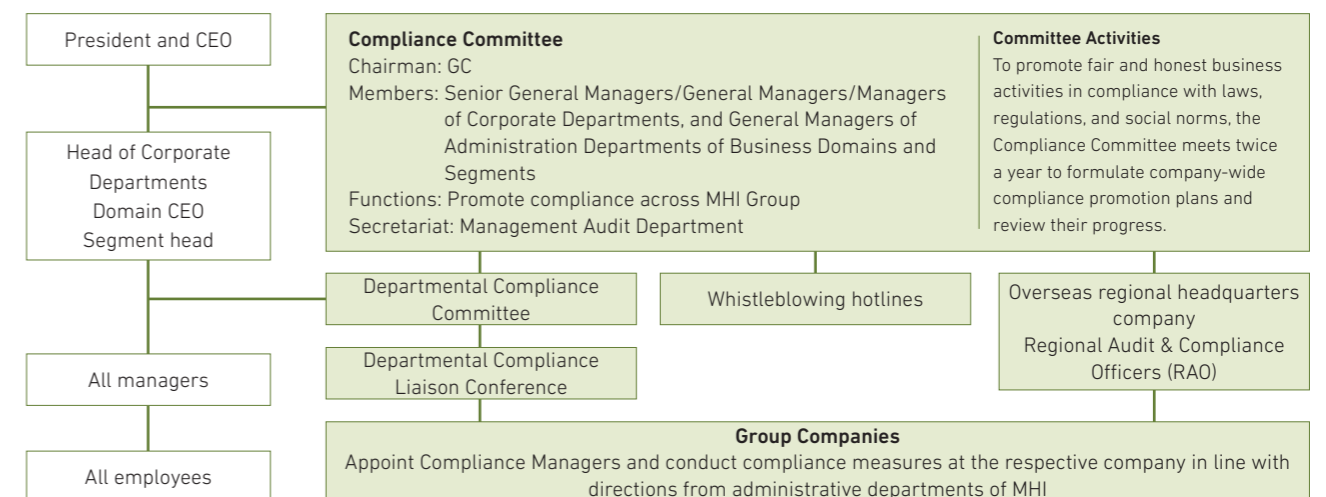 President and CEO
Compliance Committee
Chairman: GC
Members: Senior General Managers/General Managers/Managers
of Corporate Departments, and General Managers of
Administration Departments of Business Domains and
Segments
Functions: Promote compliance across MHI Group
Secretariat: Management Audit Department
Committee Activities
To promote fair and honest business
activities in compliance with laws,
regulations, and social norms, the
Compliance Committee meets twice
a year to formulate company-wide
compliance promotion plans and
review their progress.
Head of Corporate
Departments
Domain CEO
Segment head
Departmental Compliance
Committee
Whistleblowing hotlines
Overseas regional headquarters
company
Regional Audit & Compliance
Officers (RAO)
Departmental Compliance
Liaison Conference
All managers
Group Companies
Appoint Compliance Managers and conduct compliance measures at the respective company in line with
directions from administrative departments of MHI
All employees